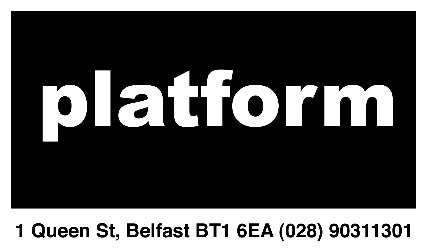 platform
1 Queen St, Belfast BT1 6EA (028) 90311301